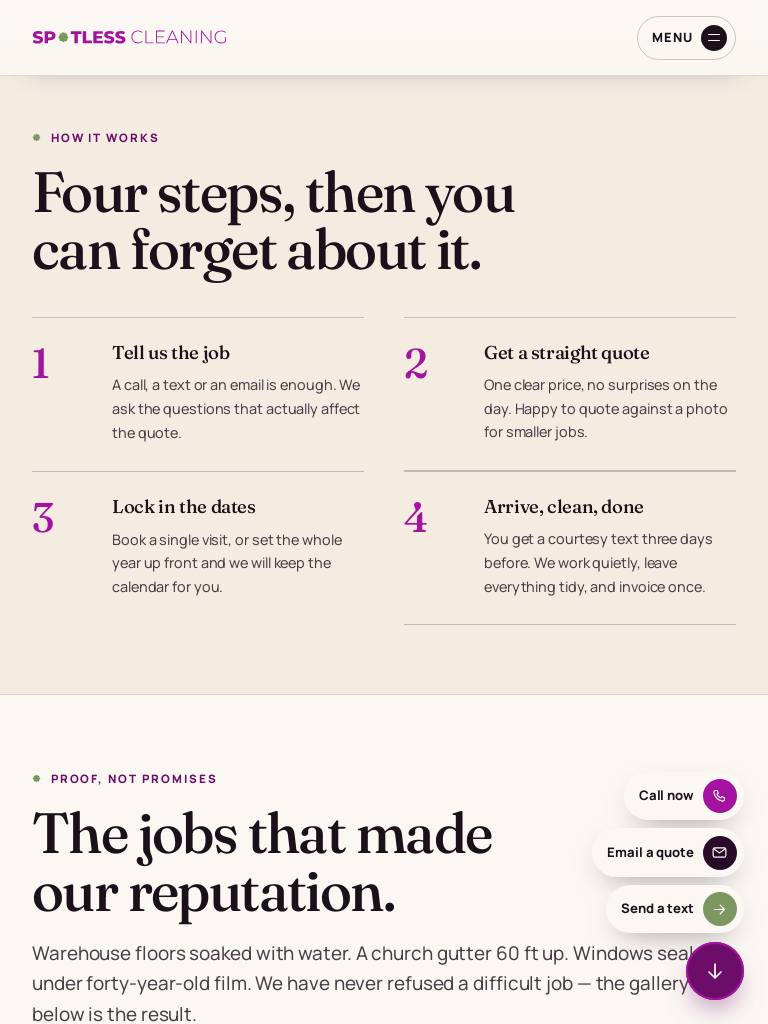 SPOTLESS CLEANING
MENU
HOW IT WORKS
Four steps, then you
can forget about it.
1
Tell us the job
A call, a text or an email is enough. We
ask the questions that actually affect
the quote.
2
Get a straight quote
One clear price, no surprises on the
day. Happy to quote against a photo
for smaller jobs.
3
Lock in the dates
Book a single visit, or set the whole
year up front and we will keep the
calendar for you.
4
Arrive, clean, done
You get a courtesy text three days
before. We work quietly, leave
everything tidy, and invoice once.
PROOF, NOT PROMISES
The jobs that made
our reputation.
Warehouse floors soaked with water. A church gutter 60 ft up. Windows
under forty-year-old film. We have never refused a difficult job — the gallery
below is the result.
Call now
Email a quote
Send a text